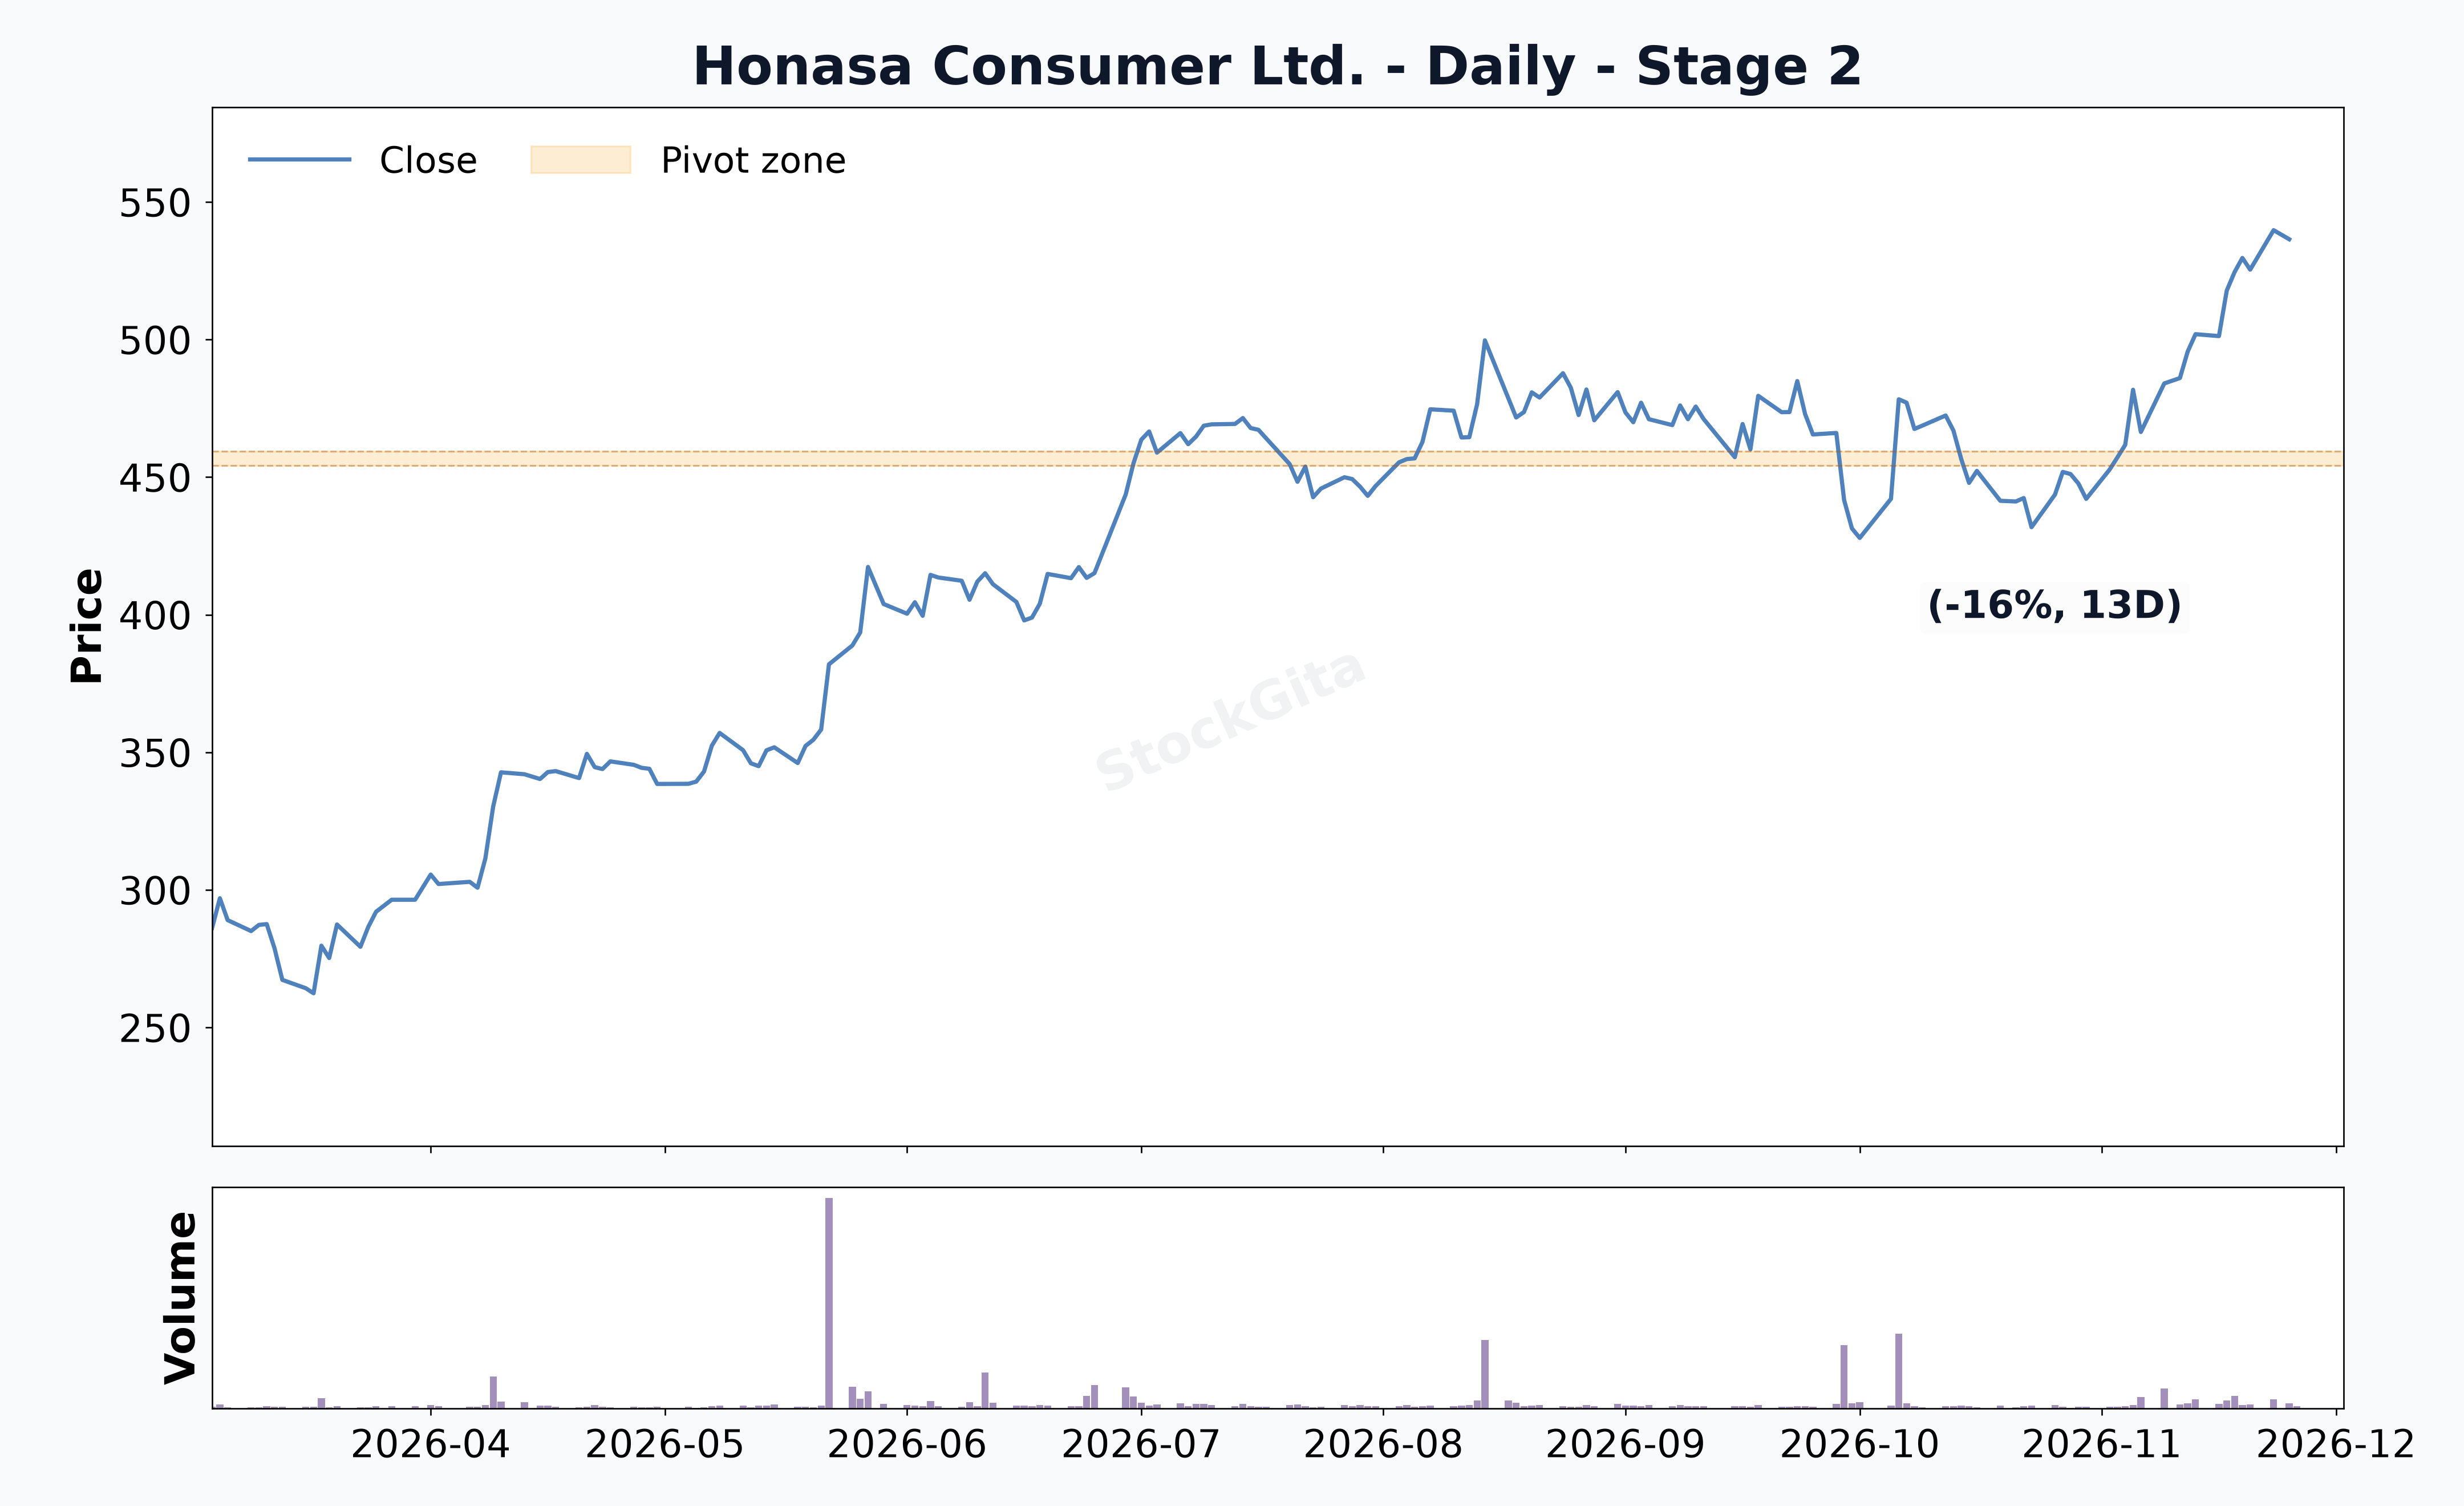 Honasa Consumer Ltd. - Daily - Stage 2
Close
Pivot zone
550
500
450
400
350
300
250
Price
(-16%, 13D)
StockGita
Volume
2026-04
2026-05
2026-06
2026-07
2026-08
2026-09
2026-10
2026-11
2026-12